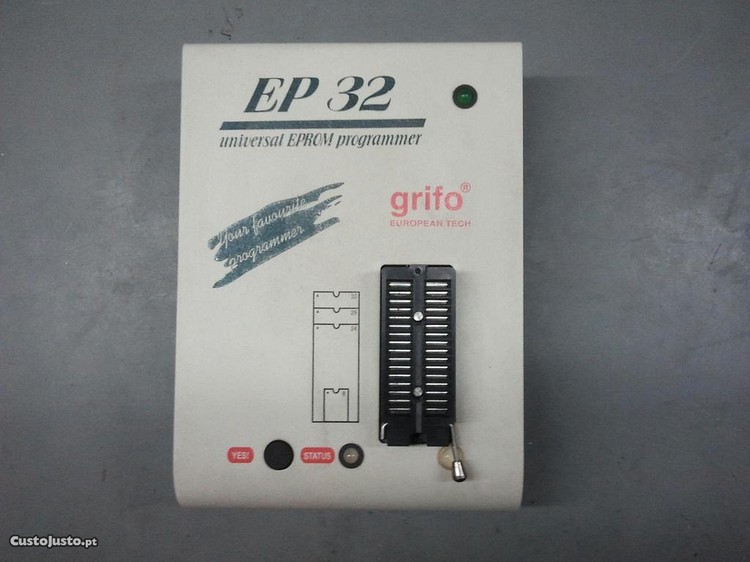 EP 32
universal EPROM programmer
Your favourite
programmer
grifo®
EUROPEAN TECH
32
28
24
8
YES!
STATUS
CustoJusto.pt